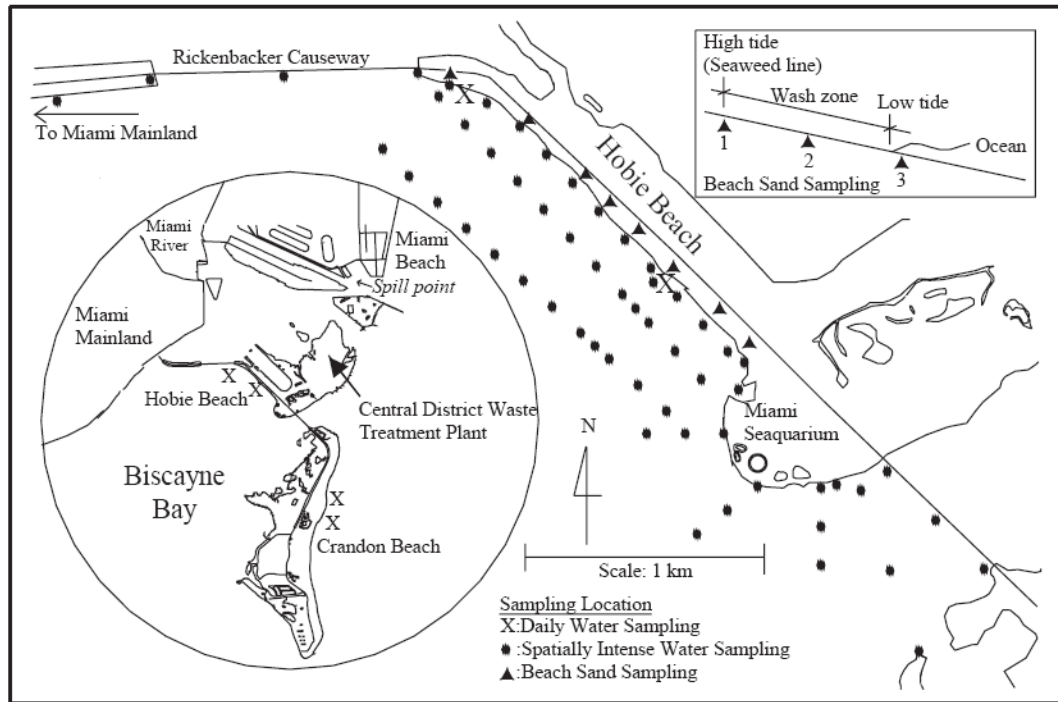 Rickenbacker Causeway
To Miami Mainland
High tide
(Seaweed line)
Wash zone
Low tide
Ocean
1
2
3
Beach Sand Sampling
Hobie Beach
X
X
Miami
River
Miami
Beach
Spill point
Miami
Mainland
X
X
Hobie Beach
Central District Waste
Treatment Plant
Biscayne
Bay
X
X
Crandon Beach
Miami
Seaquarium
N
Scale: 1 km
Sampling Location
X:Daily Water Sampling
:Spatially Intense Water Sampling
:Beach Sand Sampling